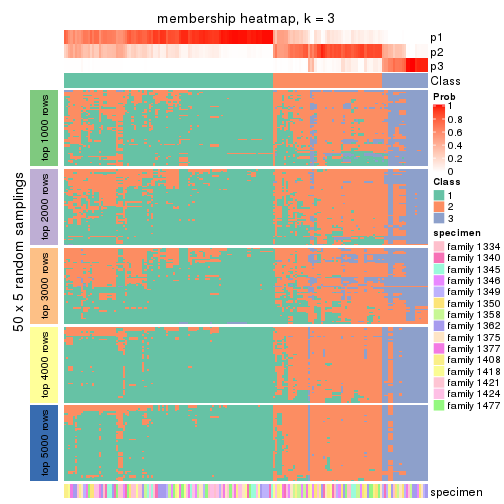 membership heatmap, k = 3
p1
p2
p3
Class
50 x 5 random samplings
top 1000 rows
top 2000 rows
top 3000 rows
top 4000 rows
top 5000 rows
specimen
Prob
1
0.8
0.6
0.4
0.2
0
Class
1
2
3
specimen
family 1334
family 1340
family 1345
family 1346
family 1349
family 1350
family 1358
family 1362
family 1375
family 1377
family 1408
family 1418
family 1421
family 1424
family 1477